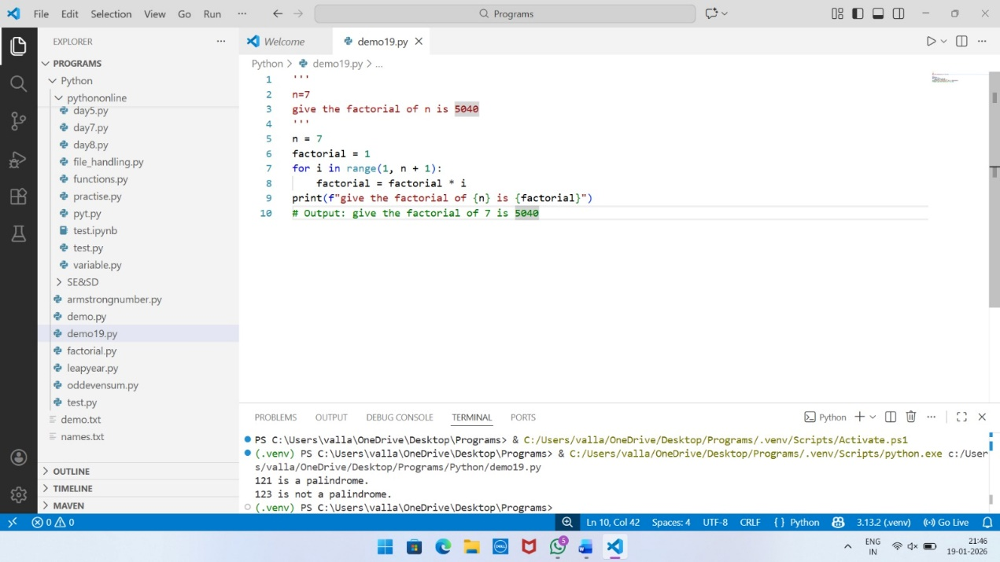 File Edit Selection View Go Run ··· Programs
EXPLORER ···
PROGRAMS
Python
pythononline
day5.py
day7.py
day8.py
file_handling.py
functions.py
practise.py
pyt.py
test.ipynb
test.py
variable.py
SE&SD
armstrongnumber.py
demo.py
demo19.py
factorial.py
leapyear.py
oddevensum.py
test.py
demo.txt
names.txt
OUTLINE
TIMELINE
MAVEN
Welcome demo19.py
Python > demo19.py > ...
1 '''
2 n=7
3 give the factorial of n is 5040
4 '''
5 n = 7
6 factorial = 1
7 for i in range(1, n + 1):
8     factorial = factorial * i
9 print(f"give the factorial of {n} is {factorial}")
10 # Output: give the factorial of 7 is 5040
PROBLEMS OUTPUT DEBUG CONSOLE TERMINAL PORTS Python
PS C:\Users\valla\OneDrive\Desktop\Programs> & C:/Users/valla/OneDrive/Desktop/Programs/.venv/Scripts/Activate.ps1
(.venv) PS C:\Users\valla\OneDrive\Desktop\Programs> & C:/Users/valla/OneDrive/Desktop/Programs/.venv/Scripts/python.exe c:/User
s/valla/OneDrive/Desktop/Programs/Python/demo19.py
121 is a palindrome.
123 is not a palindrome.
(.venv) PS C:\Users\valla\OneDrive\Desktop\Programs>
0 0 Ln 10, Col 42 Spaces: 4 UTF-8 CRLF { } Python 3.13.2 (.venv) Go Live
DELL 5 ENG 21:46
IN 19-01-2026